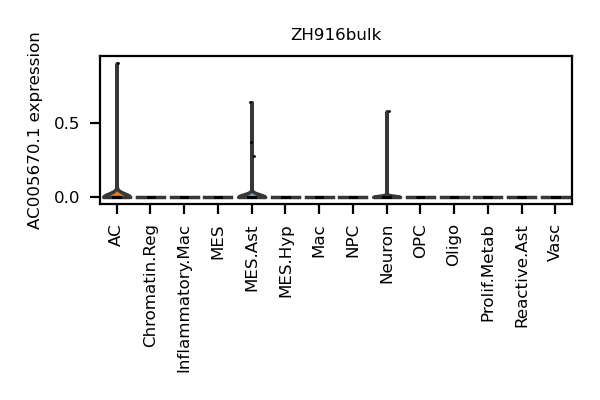 ZH916bulk
AC005670.1 expression
0.5
0.0
AC
Chromatin.Reg
Inflammatory.Mac
MES
MES.Ast
MES.Hyp
Mac
NPC
Neuron
OPC
Oligo
Prolif.Metab
Reactive.Ast
Vasc